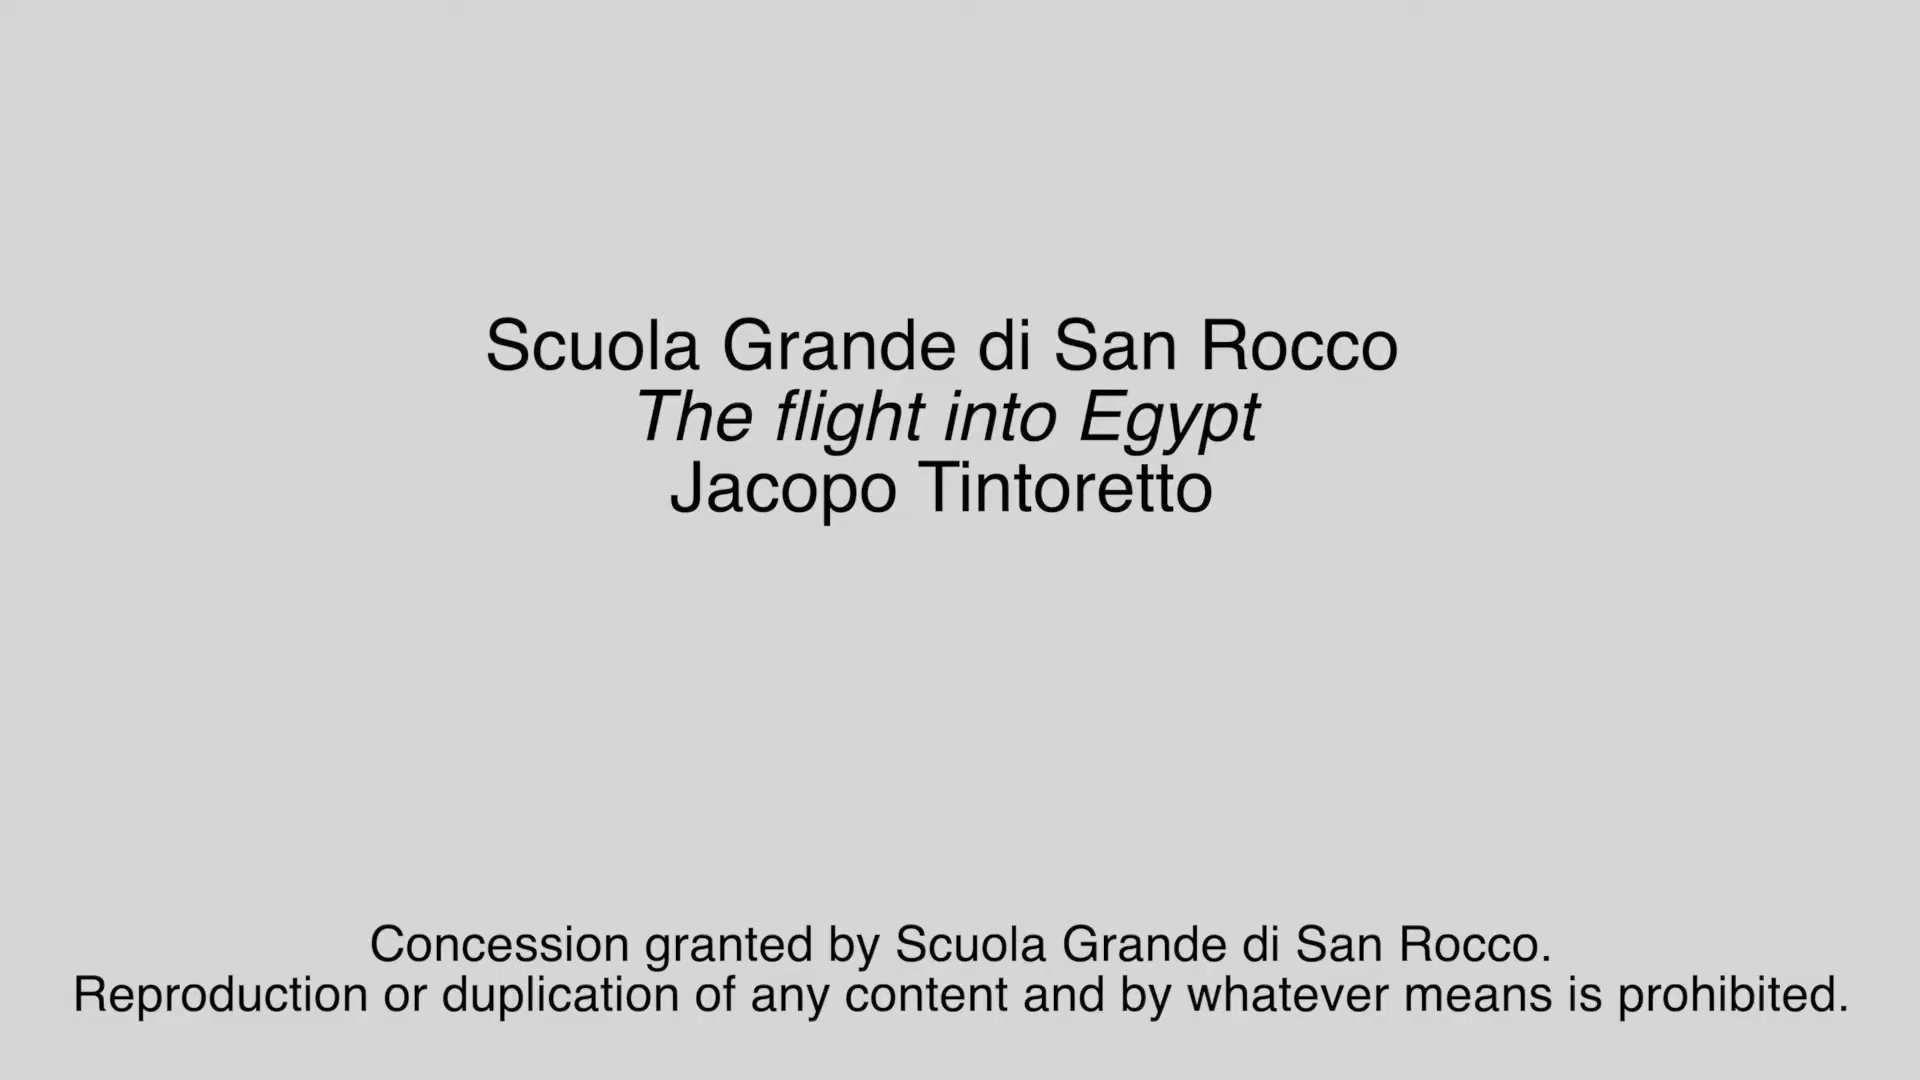 Scuola Grande di San Rocco
The flight into Egypt
Jacopo Tintoretto
Concession granted by Scuola Grande di San Rocco.
Reproduction or duplication of any content and by whatever means is prohibited.